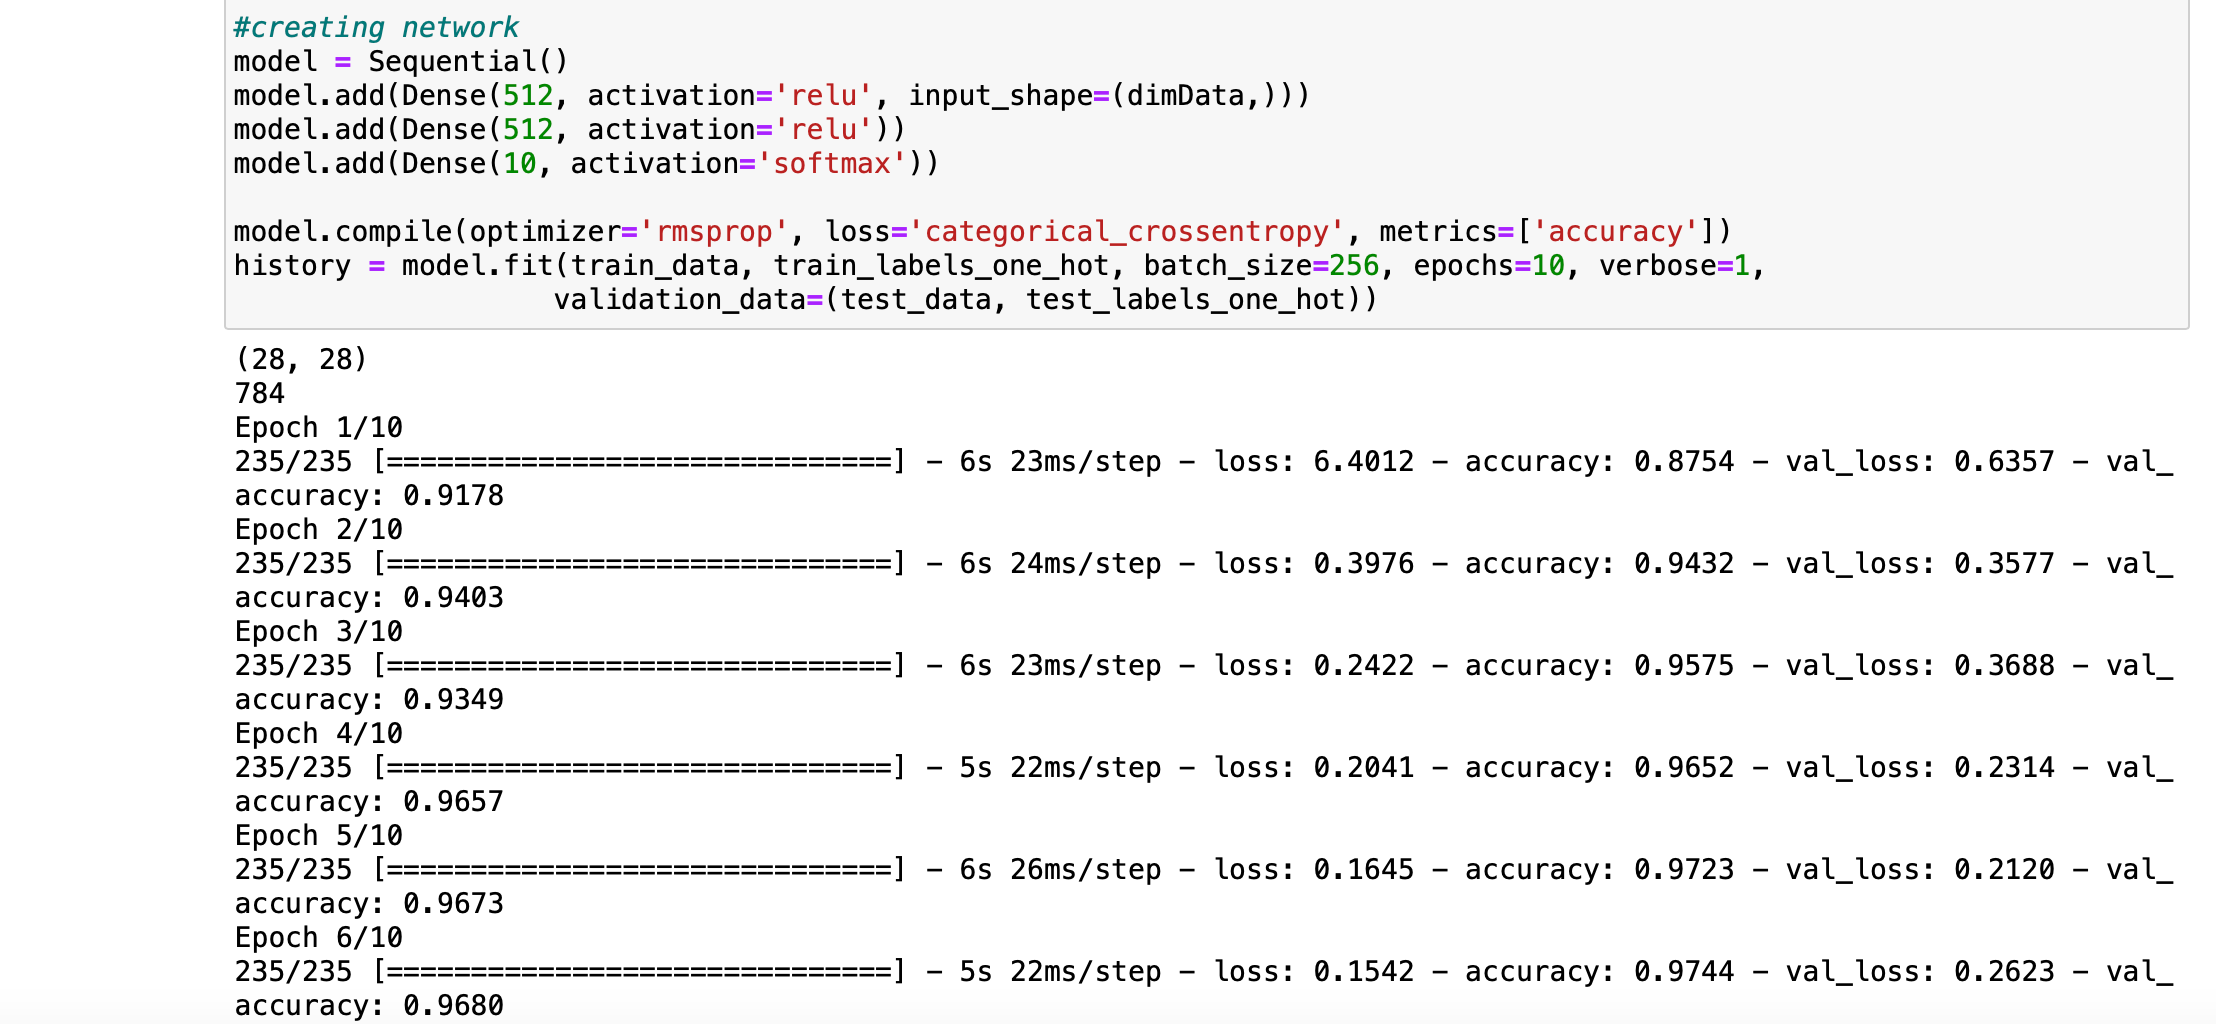 #creating network
model = Sequential()
model.add(Dense(512, activation='relu', input_shape=(dimData,)))
model.add(Dense(512, activation='relu'))
model.add(Dense(10, activation='softmax'))
model.compile(optimizer='rmsprop', loss='categorical_crossentropy', metrics=['accuracy'])
history = model.fit(train_data, train_labels_one_hot, batch_size=256, epochs=10, verbose=1,
                   validation_data=(test_data, test_labels_one_hot))
(28, 28)
784
Epoch 1/10
235/235 [==============================] - 6s 23ms/step - loss: 6.4012 - accuracy: 0.8754 - val_loss: 0.6357 - val_
accuracy: 0.9178
Epoch 2/10
235/235 [==============================] - 6s 24ms/step - loss: 0.3976 - accuracy: 0.9432 - val_loss: 0.3577 - val_
accuracy: 0.9403
Epoch 3/10
235/235 [==============================] - 6s 23ms/step - loss: 0.2422 - accuracy: 0.9575 - val_loss: 0.3688 - val_
accuracy: 0.9349
Epoch 4/10
235/235 [==============================] - 5s 22ms/step - loss: 0.2041 - accuracy: 0.9652 - val_loss: 0.2314 - val_
accuracy: 0.9657
Epoch 5/10
235/235 [==============================] - 6s 26ms/step - loss: 0.1645 - accuracy: 0.9723 - val_loss: 0.2120 - val_
accuracy: 0.9673
Epoch 6/10
235/235 [==============================] - 5s 22ms/step - loss: 0.1542 - accuracy: 0.9744 - val_loss: 0.2623 - val_
accuracy: 0.9680